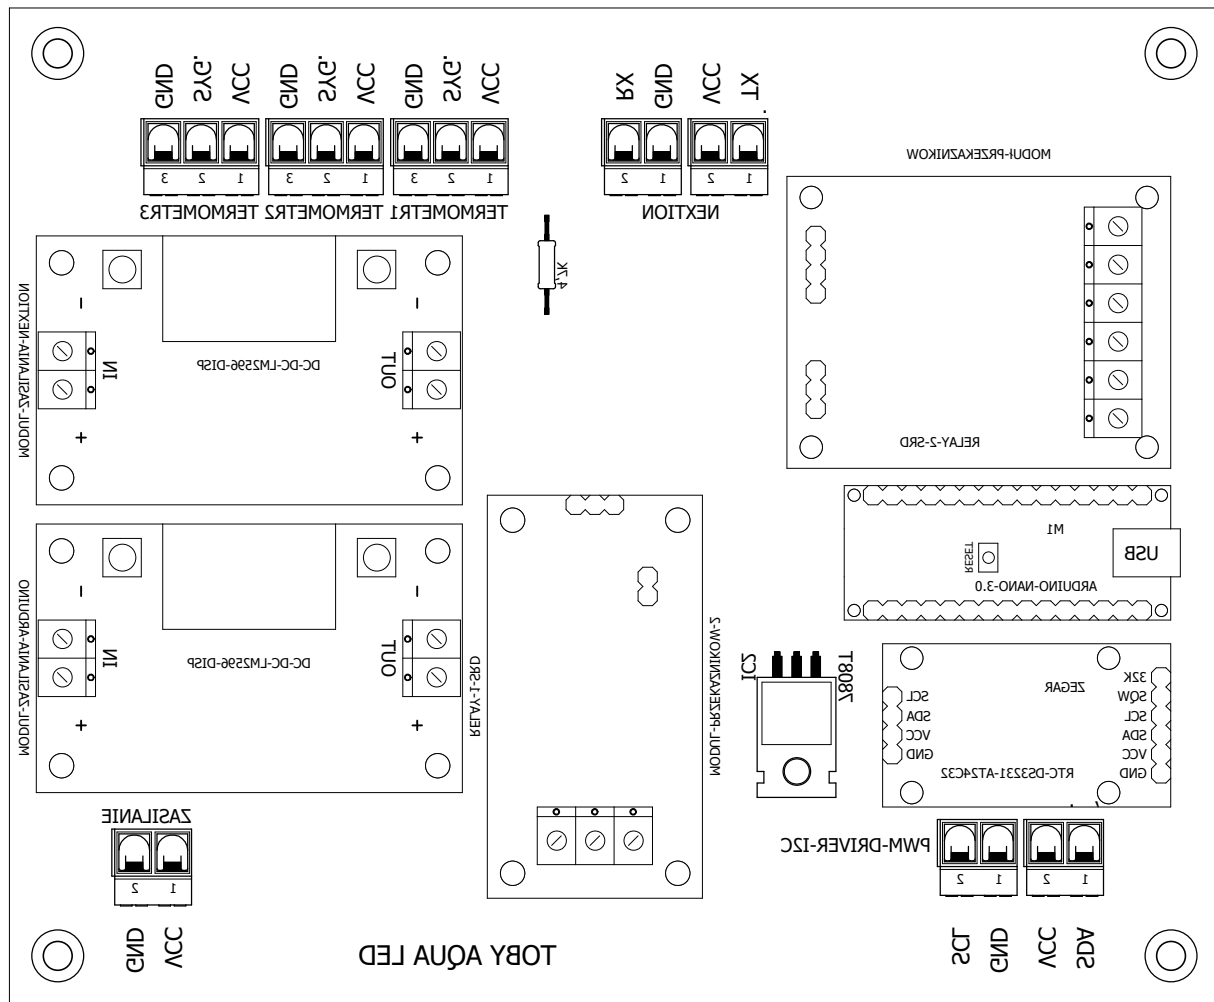 GND SYG. VCC GND SYG. VCC GND SYG. VCC
RX GND VCC TX
3 2 1 3 2 1 3 2 1
2 1 2 1
TERMOMETR3 TERMOMETR2 TERMOMETR1
NEXTION
MODUŁ-PRZEKAZNIKOW
4,7K
MODUL-ZASILANIA-NEXTION
-
IN
+
DC-DC-LM2596-DISP
OUT
RELAY-2-SRD
M1
RESET
USB
ARDUINO-NANO-3.0
MODUL-ZASILANIA-ARDUINO
-
IN
+
DC-DC-LM2596-DISP
OUT
RELAY-1-SRD
MODUL-PRZEKAZNIKOW-2
IC2
7808T
ZEGAR
SCL
SDA
VCC
GND
32K
SQW
SCL
SDA
VCC
GND
RTC-DS3231-AT24C32
ZASILANIE
2 1
GND VCC
PWM-DRIVER-I2C
2 1 2 1
SCL GND VCC SDA
TOBY AQUA LED